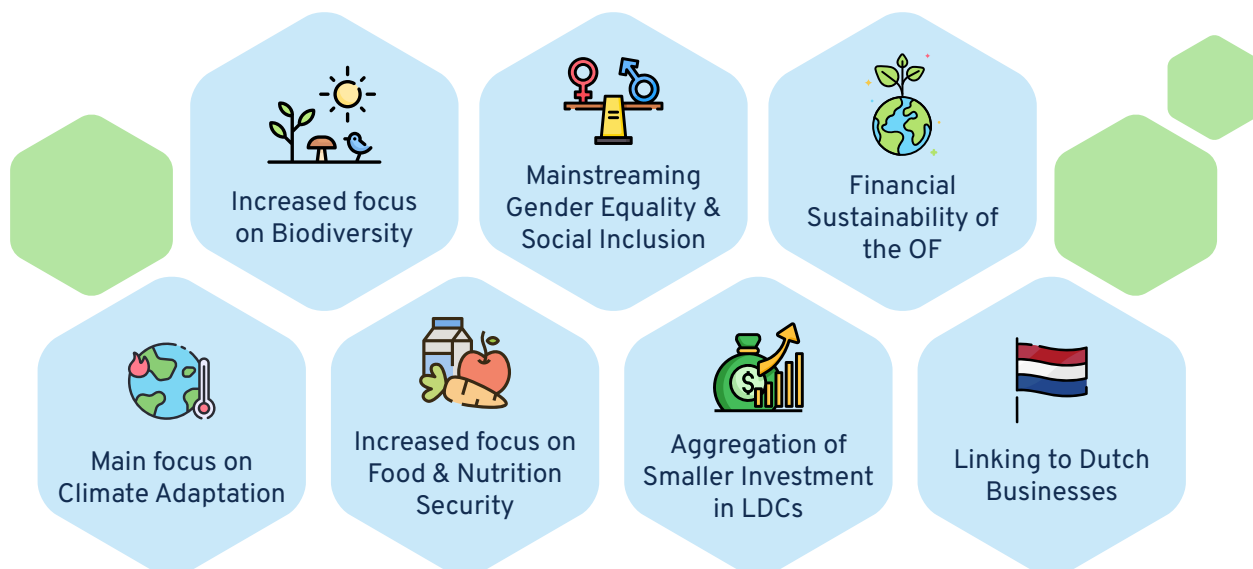 Increased focus
on Biodiversity
Mainstreaming
Gender Equality &
Social Inclusion
Financial
Sustainability of
the OF
Main focus on
Climate Adaptation
Increased focus on
Food & Nutrition
Security
Aggregation of
Smaller Investment
in LDCs
Linking to Dutch
Businesses